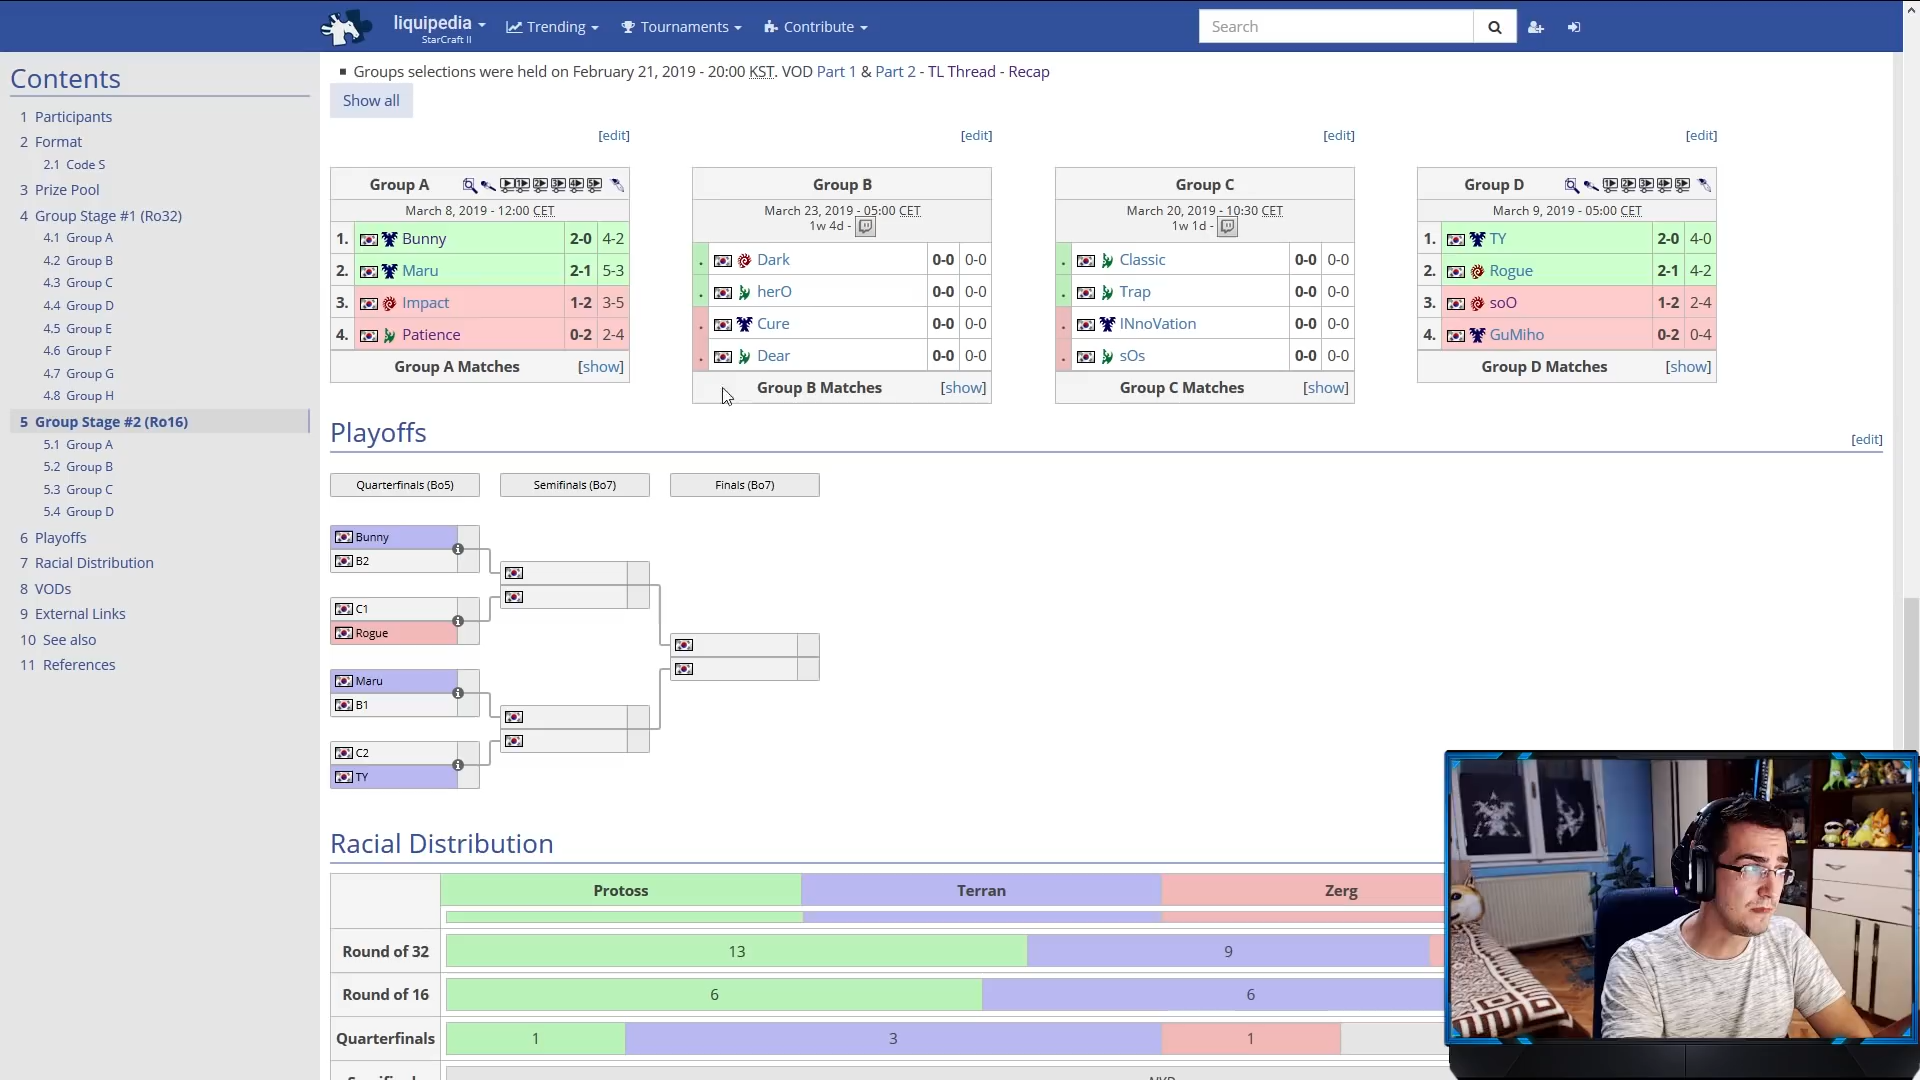 liquipedia
StarCraft II
Trending
Tournaments
Contribute
Search
Contents
1 Participants
2 Format
2.1 Code S
3 Prize Pool
4 Group Stage #1 (Ro32)
4.1 Group A
4.2 Group B
4.3 Group C
4.4 Group D
4.5 Group E
4.6 Group F
4.7 Group G
4.8 Group H
5 Group Stage #2 (Ro16)
5.1 Group A
5.2 Group B
5.3 Group C
5.4 Group D
6 Playoffs
7 Racial Distribution
8 VODs
9 External Links
10 See also
11 References
Groups selections were held on February 21, 2019 - 20:00 KST. VOD Part 1 & Part 2 - TL Thread - Recap
Show all
[edit]
Group A
March 8, 2019 - 12:00 CET
1. Bunny 2-0 4-2
2. Maru 2-1 5-3
3. Impact 1-2 3-5
4. Patience 0-2 2-4
Group A Matches [show]
[edit]
Group B
March 23, 2019 - 05:00 CET
1w 4d -
. Dark 0-0 0-0
. herO 0-0 0-0
. Cure 0-0 0-0
. Dear 0-0 0-0
Group B Matches [show]
[edit]
Group C
March 20, 2019 - 10:30 CET
1w 1d -
. Classic 0-0 0-0
. Trap 0-0 0-0
. INnoVation 0-0 0-0
. sOs 0-0 0-0
Group C Matches [show]
[edit]
Group D
March 9, 2019 - 05:00 CET
1. TY 2-0 4-0
2. Rogue 2-1 4-2
3. soO 1-2 2-4
4. GuMiho 0-2 0-4
Group D Matches [show]
Playoffs
[edit]
Quarterfinals (Bo5)
Semifinals (Bo7)
Finals (Bo7)
Bunny
B2
C1
Rogue
Maru
B1
C2
TY
Racial Distribution
Protoss Terran Zerg
Round of 32 13 9
Round of 16 6 6
Quarterfinals 1 3 1